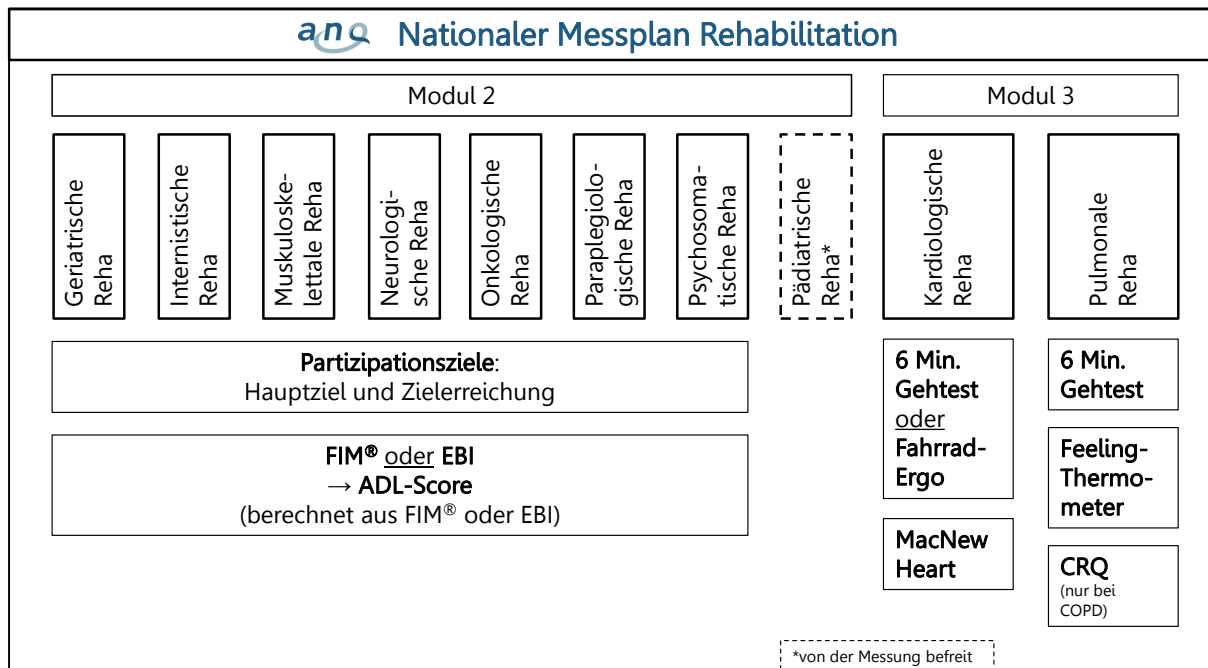 anq Nationaler Messplan Rehabilitation
Modul 2
Modul 3
Geriatrische
Reha
Internistische
Reha
Muskuloske-
lettale Reha
Neurologi-
sche Reha
Onkologische
Reha
Paraplegiolo-
gische Reha
Psychosoma-
tische Reha
Pädiatrische
Reha*
Kardiologische
Reha
Pulmonale
Reha
Partizipationsziele:
Hauptziel und Zielerreichung
FIM® oder EBI
→ ADL-Score
(berechnet aus FIM® oder EBI)
6 Min.
Gehtest
oder
Fahrrad-
Ergo
MacNew
Heart
6 Min.
Gehtest
Feeling-
Thermo-
meter
CRQ
(nur bei
COPD)
*von der Messung befreit